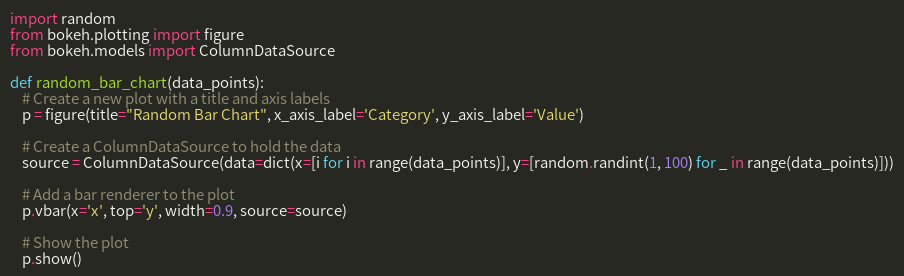 import random
from bokeh.plotting import figure
from bokeh.models import ColumnDataSource

def random_bar_chart(data_points):
    # Create a new plot with a title and axis labels
    p = figure(title="Random Bar Chart", x_axis_label='Category', y_axis_label='Value')

    # Create a ColumnDataSource to hold the data
    source = ColumnDataSource(data=dict(x=[i for i in range(data_points)], y=[random.randint(1, 100) for _ in range(data_points)]))

    # Add a bar renderer to the plot
    p.vbar(x='x', top='y', width=0.9, source=source)

    # Show the plot
    p.show()